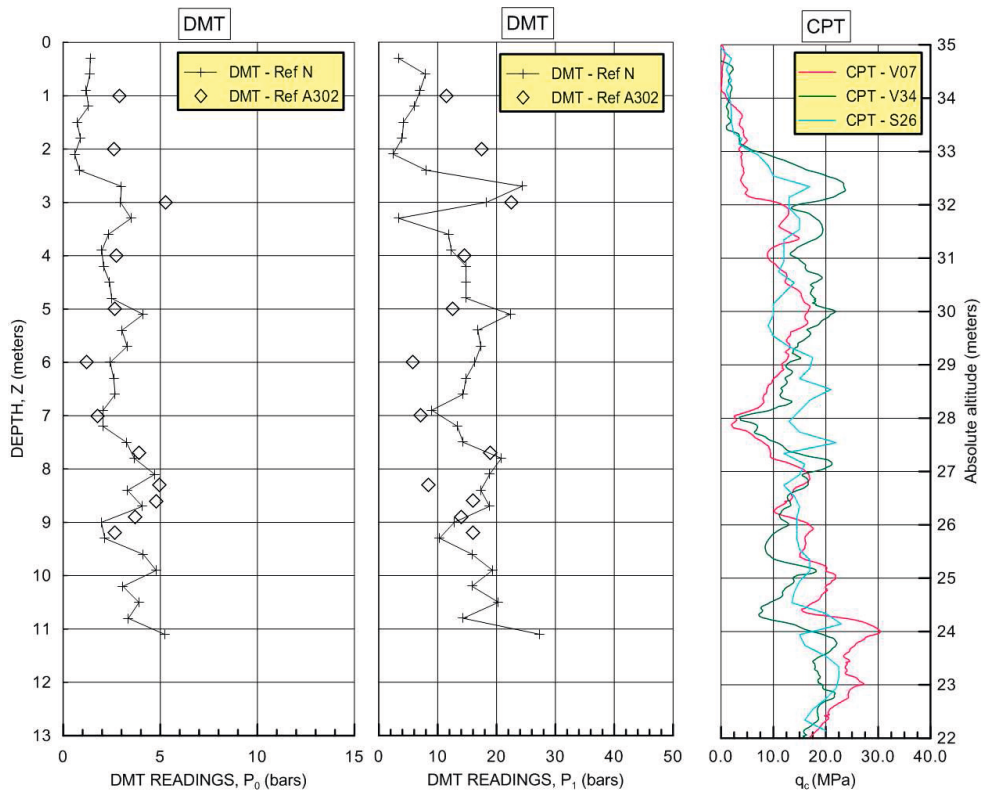 DMT
DMT - Ref N
DMT - Ref A302
0
1
2
3
4
5
6
7
8
9
10
11
12
13
DEPTH, Z (meters)
0 5 10 15
DMT READINGS, P0 (bars)
DMT
DMT - Ref N
DMT - Ref A302
0 10 20 30 40 50
DMT READINGS, P1 (bars)
CPT
CPT - V07
CPT - V34
CPT - S26
35
34
33
32
31
30
29
28
27
26
25
24
23
22
Absolute altitude (meters)
0.0 10.0 20.0 30.0 40.0
qc (MPa)